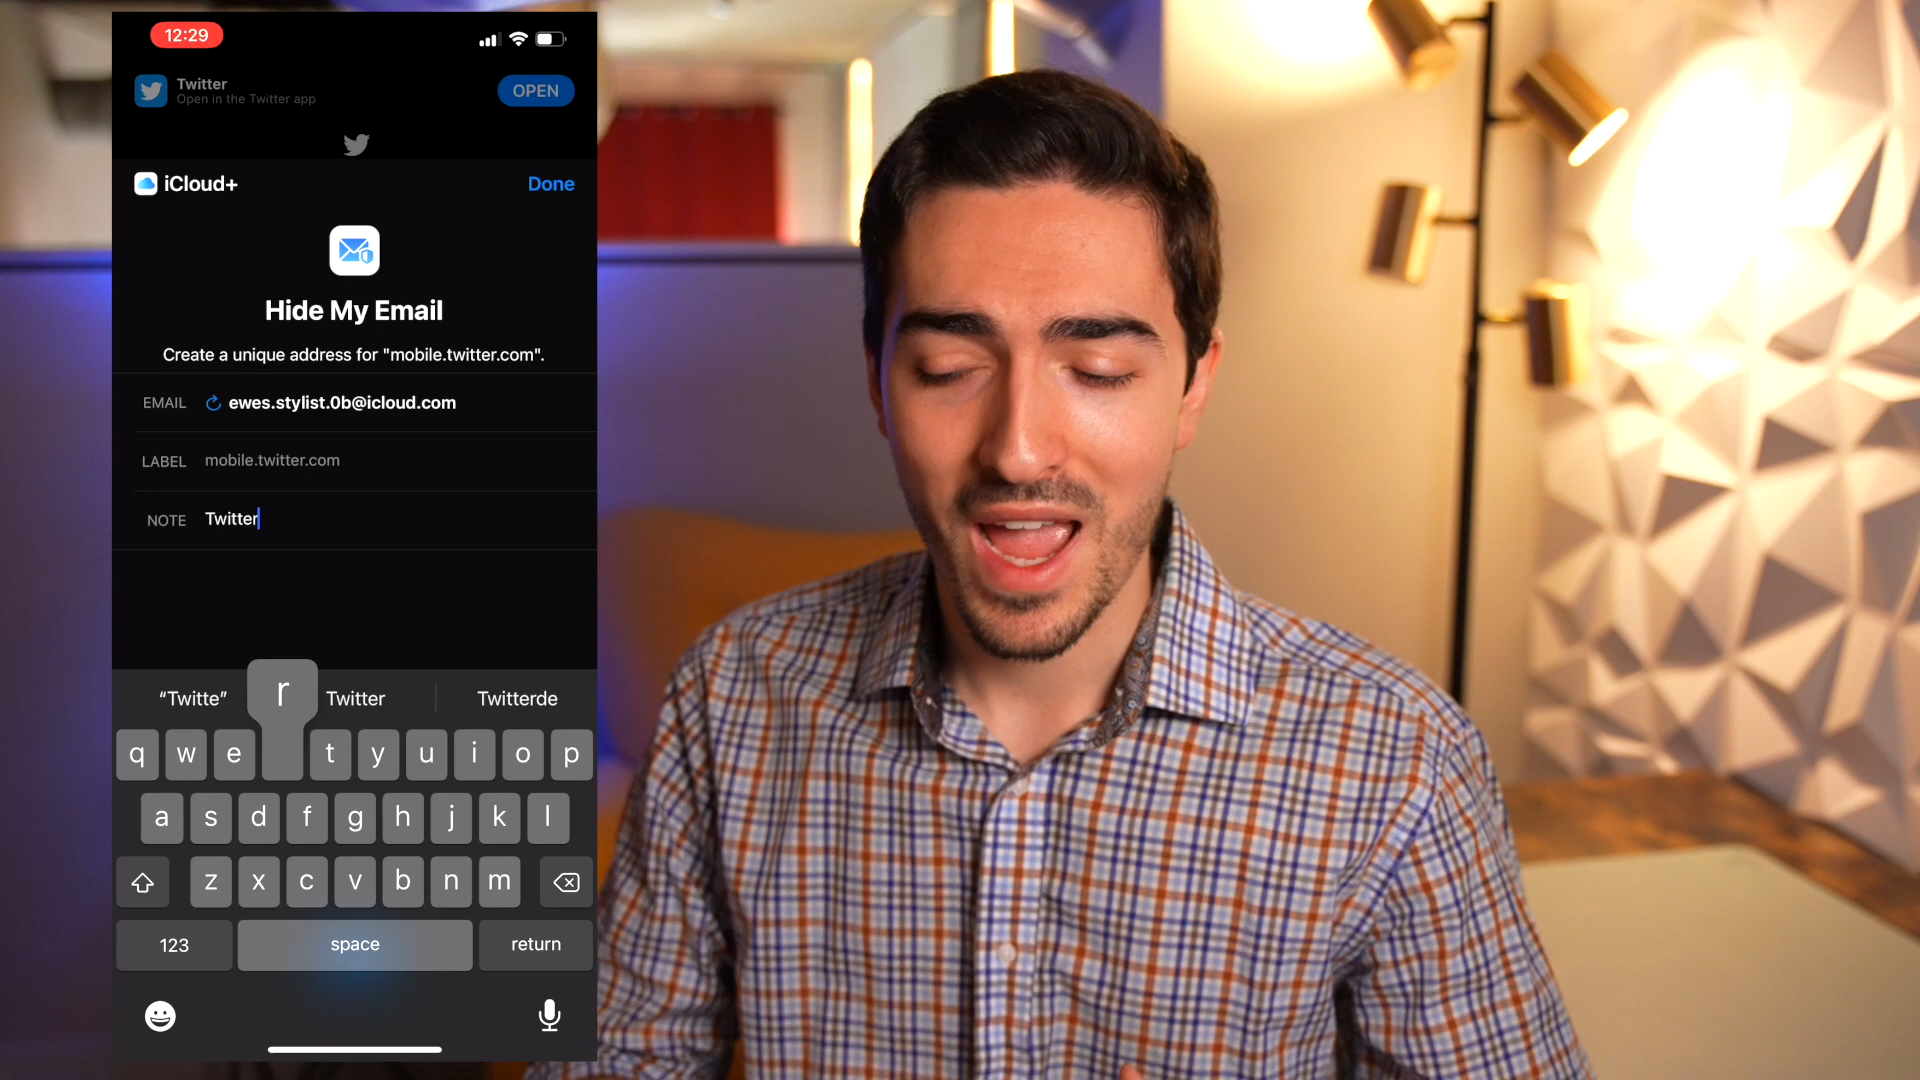 12:29
Twitter
Open in the Twitter app
OPEN
iCloud+
Done
Hide My Email
Create a unique address for "mobile.twitter.com".
EMAIL ewes.stylist.0b@icloud.com
LABEL mobile.twitter.com
NOTE Twitter
“Twitte” r Twitter Twitterde
q w e t y u i o p
a s d f g h j k l
z x c v b n m
123 space return